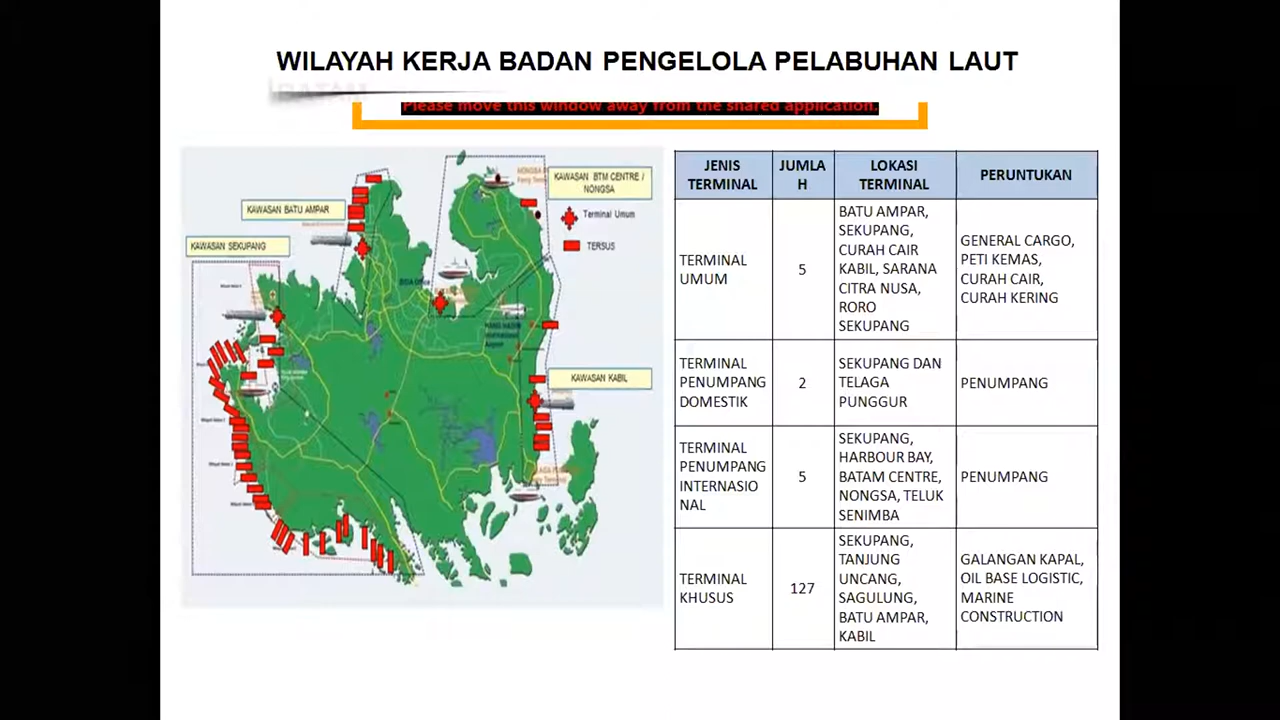 WILAYAH KERJA BADAN PENGELOLA PELABUHAN LAUT
BATAM
Please move this window away from the shared application.
KAWASAN BTM CENTRE /
NONGSA
KAWASAN BATU AMPAR
Terminal Umum
KAWASAN SEKUPANG
TERSUS
KAWASAN KABIL
JENIS
TERMINAL
JUMLA
H
LOKASI
TERMINAL
PERUNTUKAN
TERMINAL
UMUM
5
BATU AMPAR,
SEKUPANG,
CURAH CAIR
KABIL, SARANA
CITRA NUSA,
RORO
SEKUPANG
GENERAL CARGO,
PETI KEMAS,
CURAH CAIR,
CURAH KERING
TERMINAL
PENUMPANG
DOMESTIK
2
SEKUPANG DAN
TELAGA
PUNGGUR
PENUMPANG
TERMINAL
PENUMPANG
INTERNASIO
NAL
5
SEKUPANG,
HARBOUR BAY,
BATAM CENTRE,
NONGSA, TELUK
SENIMBA
PENUMPANG
TERMINAL
KHUSUS
127
SEKUPANG,
TANJUNG
UNCANG,
SAGULUNG,
BATU AMPAR,
KABIL
GALANGAN KAPAL,
OIL BASE LOGISTIC,
MARINE
CONSTRUCTION